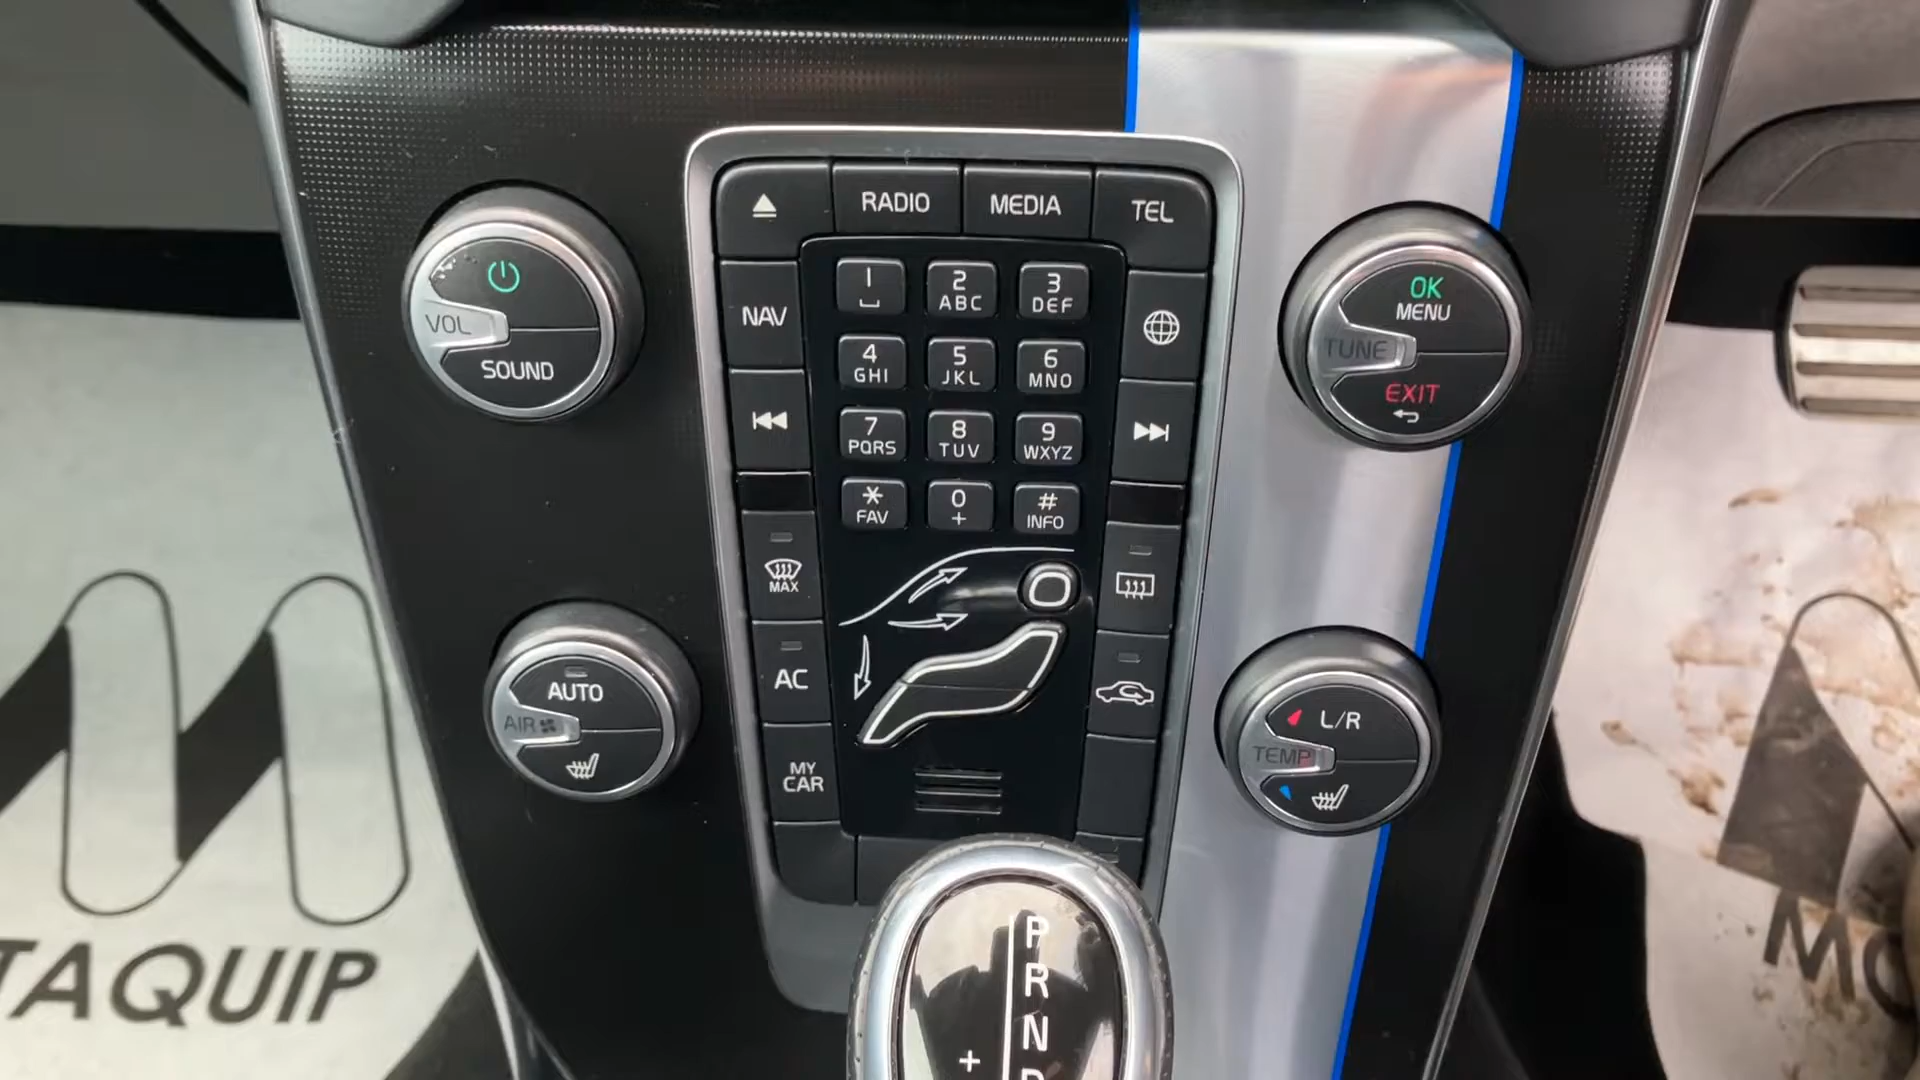 RADIO
MEDIA
TEL
VOL
SOUND
NAV
1
2
ABC
3
DEF
4
GHI
5
JKL
6
MNO
7
PQRS
8
TUV
9
WXYZ
*
FAV
0
+
#
INFO
OK
MENU
TUNE
EXIT
MAX
AUTO
AIR
AC
MY
CAR
L/R
TEMP
P
R
N
D
+
TAQUIP
MO